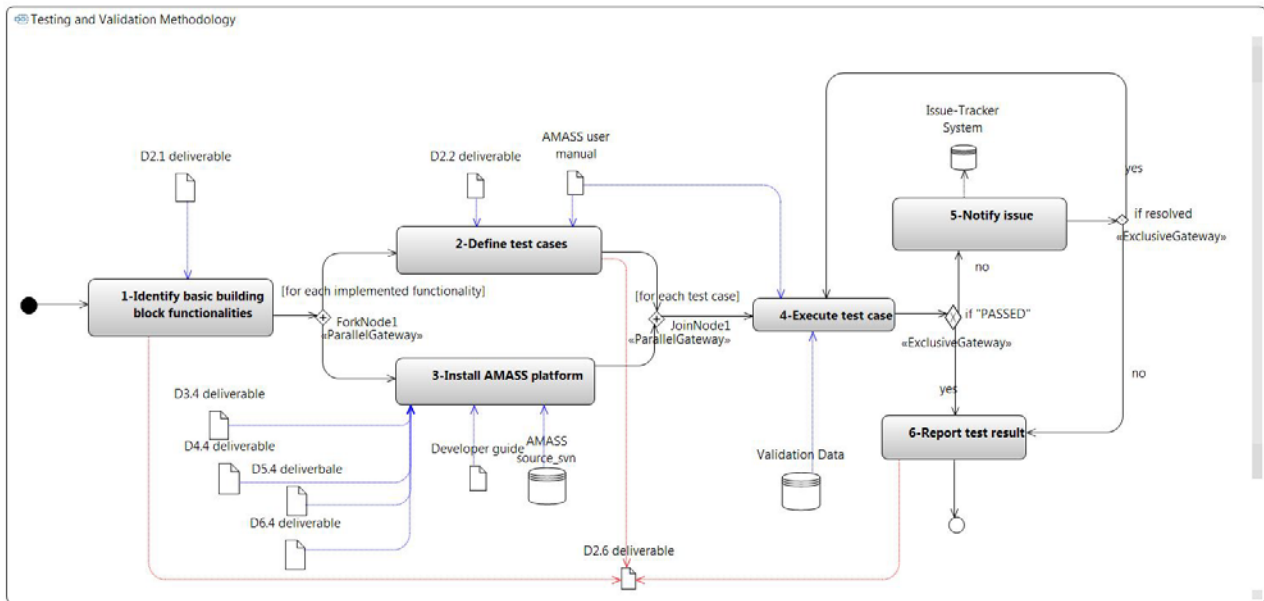 Testing and Validation Methodology
Issue-Tracker
System
AMASS user
manual
D2.1 deliverable
D2.2 deliverable
yes
5-Notify issue
if resolved
«ExclusiveGateway»
2-Define test cases
no
1-Identify basic building
block functionalities
[for each implemented functionality]
[for each test case]
4-Execute test case
if "PASSED"
ForkNode1
«ParallelGateway»
JoinNode1
«ParallelGateway»
«ExclusiveGateway»
3-Install AMASS platform
no
yes
D3.4 deliverable
6-Report test result
D4.4 deliverable
Developer guide
AMASS
source_svn
Validation Data
D5.4 deliverbale
D6.4 deliverable
D2.6 deliverable